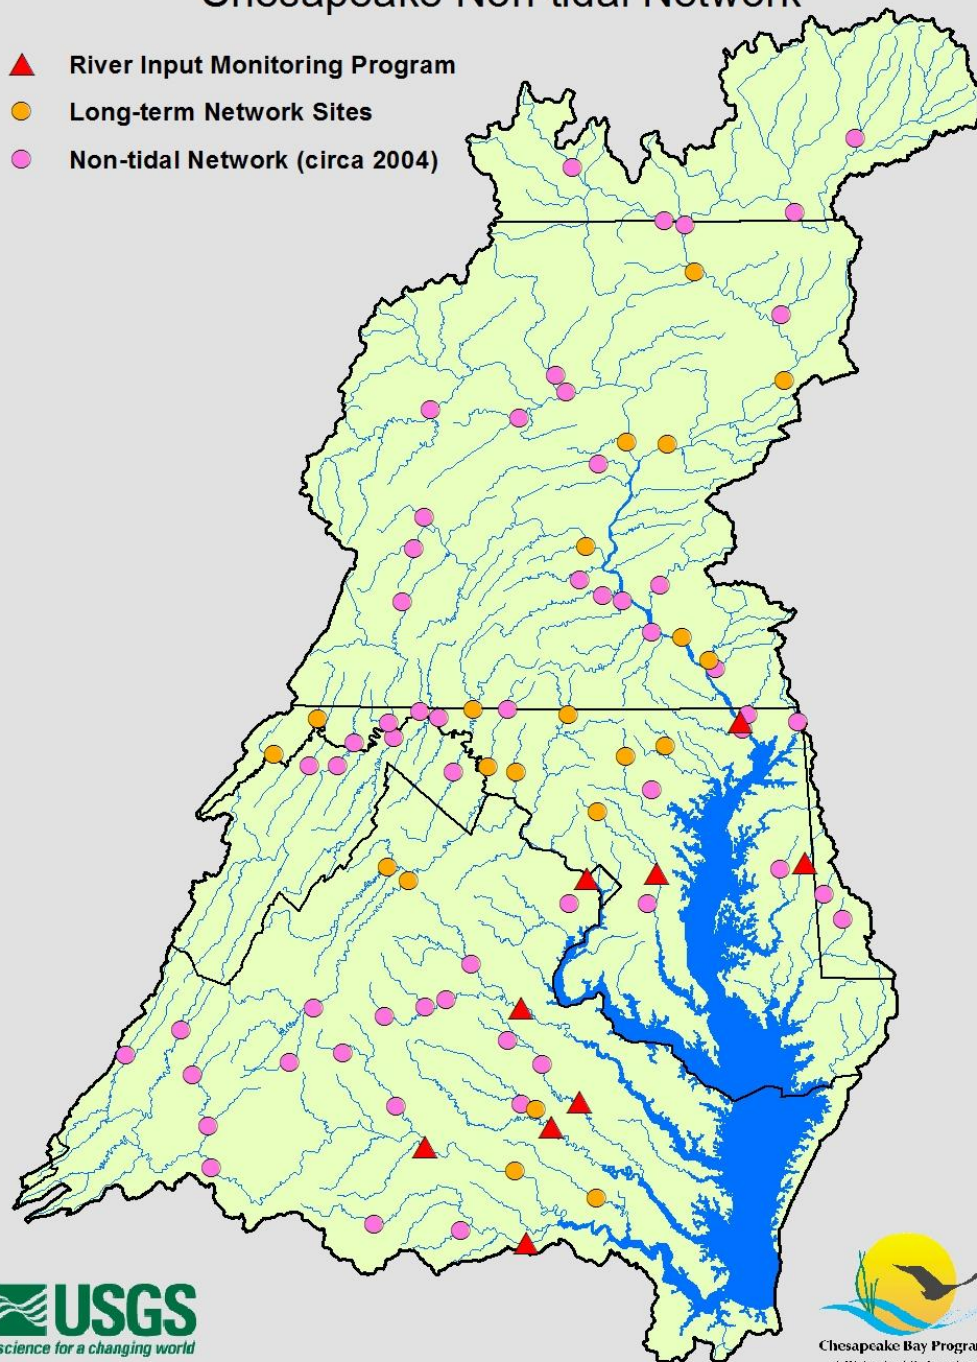 Chesapeake Non-tidal Network
River Input Monitoring Program
Long-term Network Sites
Non-tidal Network (circa 2004)
USGS
science for a changing world
Chesapeake Bay Program